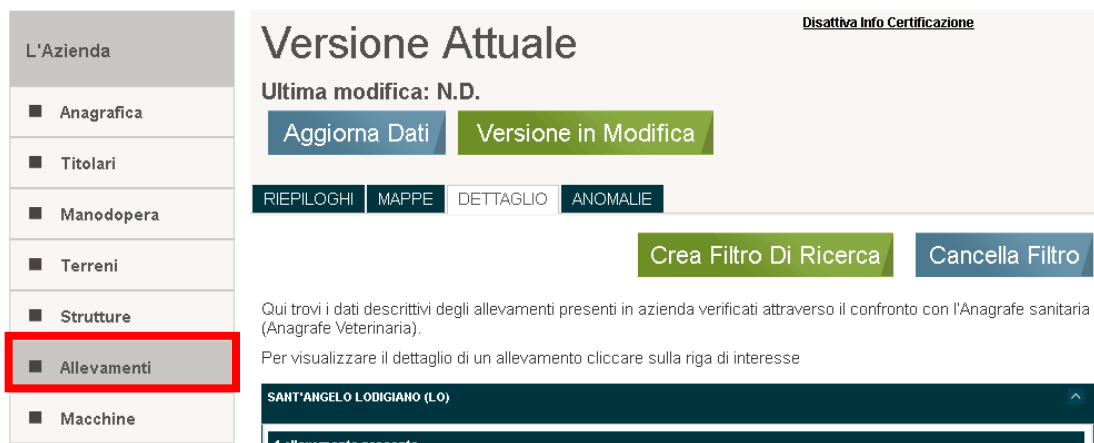 L'Azienda
Anagrafica
Titolari
Manodopera
Terreni
Strutture
Allevamenti
Macchine
Versione Attuale
Disattiva Info Certificazione
Ultima modifica: N.D.
Aggiorna Dati
Versione in Modifica
RIEPILOGHI MAPPE DETTAGLIO ANOMALIE
Crea Filtro Di Ricerca
Cancella Filtro
Qui trovi i dati descrittivi degli allevamenti presenti in azienda verificati attraverso il confronto con l'Anagrafe sanitaria
(Anagrafe Veterinaria).
Per visualizzare il dettaglio di un allevamento cliccare sulla riga di interesse
SANT'ANGELO LODIGIANO (LO)